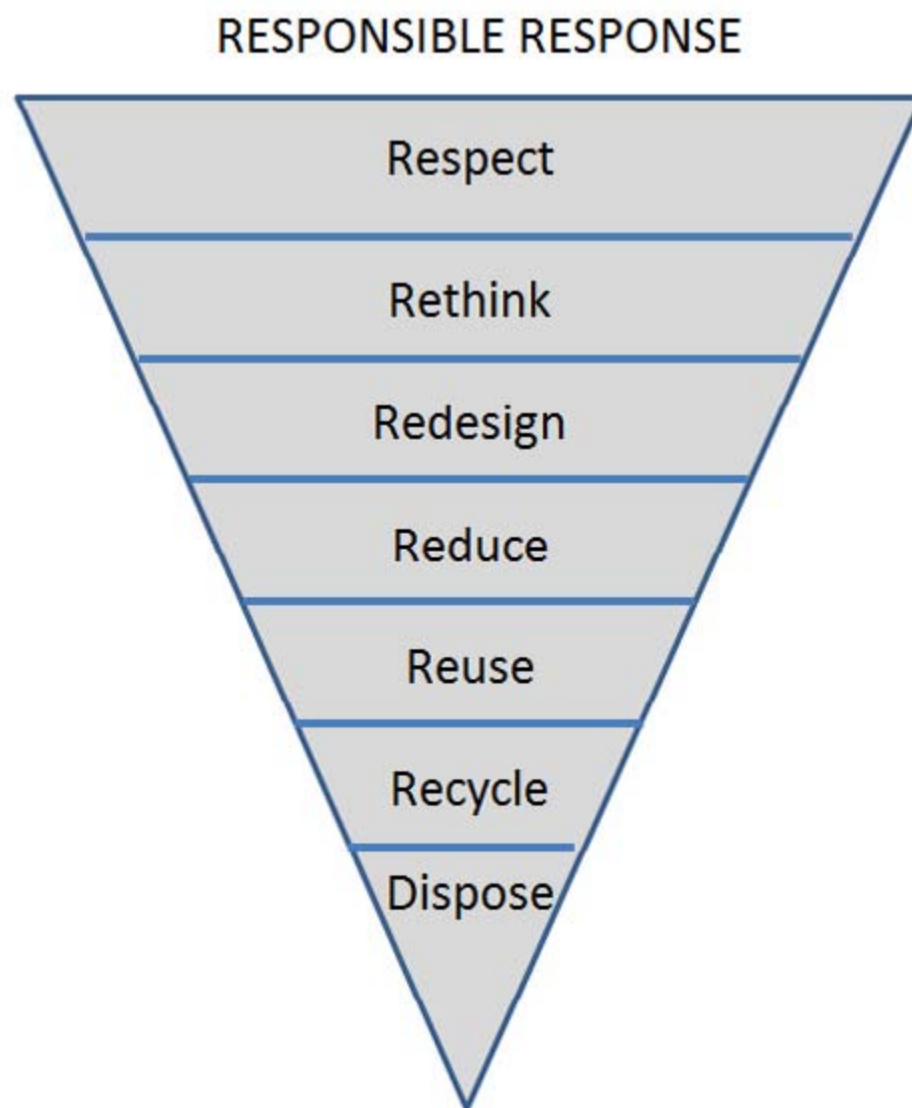 RESPONSIBLE RESPONSE
Respect
Rethink
Redesign
Reduce
Reuse
Recycle
Dispose